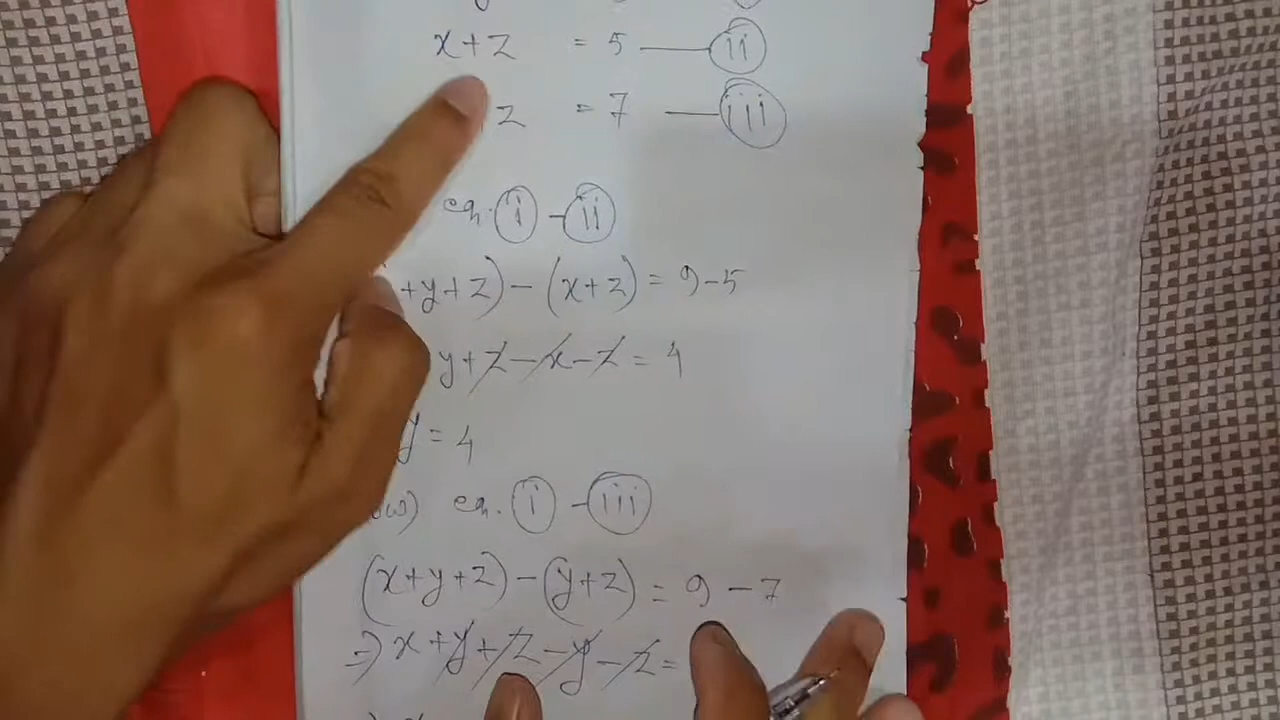 x+z = 5 — ii
z = 7 — iii
eq. i - ii
+y+z) - (x+z) = 9-5
y+z-x-z = 4
y = 4
eq. i - iii
(x+y+z) - (y+z) = 9 - 7
⇒ x+y+z-y-z =